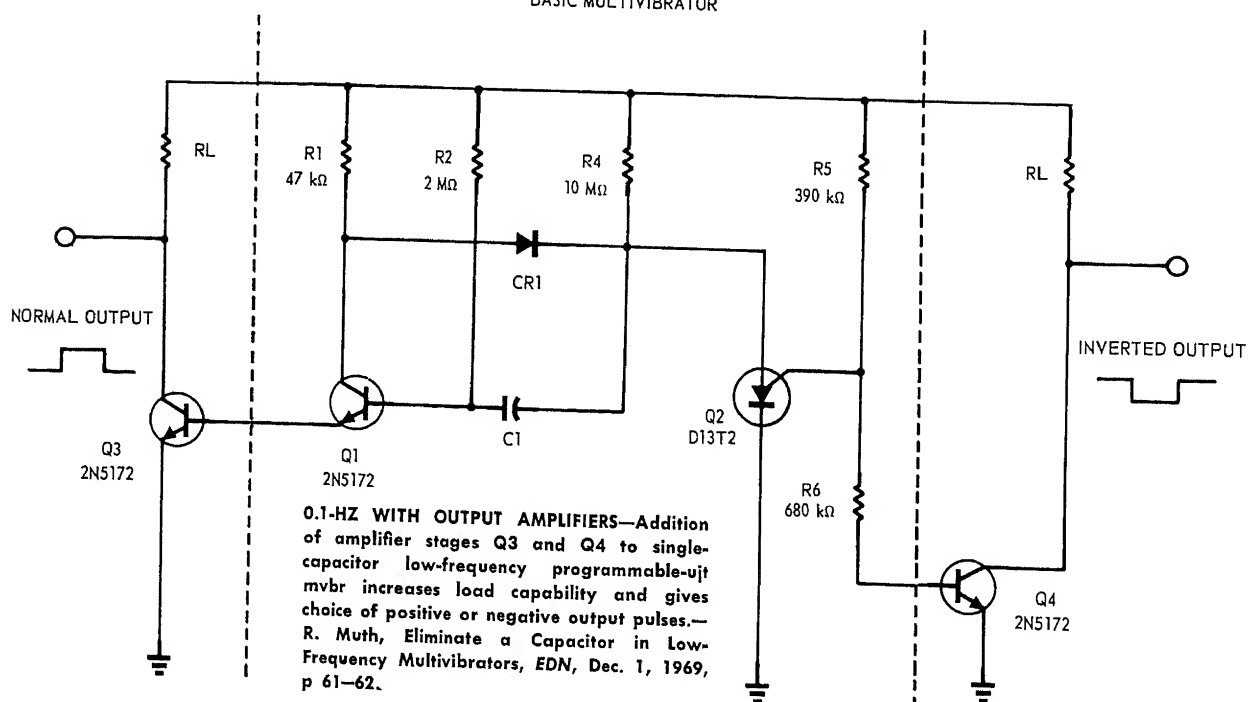 BASIC MULTIVIBRATOR
RL
R1
47 kΩ
R2
2 MΩ
R4
10 MΩ
R5
390 kΩ
RL
CR1
NORMAL OUTPUT
INVERTED OUTPUT
Q3
2N5172
Q1
2N5172
C1
Q2
D13T2
R6
680 kΩ
Q4
2N5172
0.1-HZ WITH OUTPUT AMPLIFIERS—Addition
of amplifier stages Q3 and Q4 to single-
capacitor low-frequency programmable-ujt
mvbr increases load capability and gives
choice of positive or negative output pulses.—
R. Muth, Eliminate a Capacitor in Low-
Frequency Multivibrators, EDN, Dec. 1, 1969,
p 61–62.